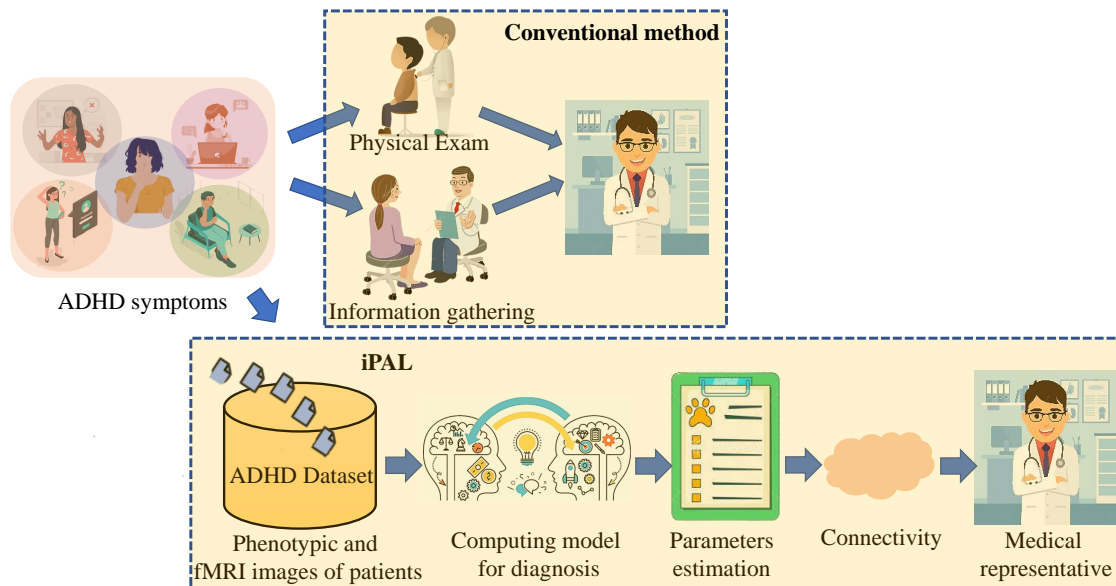 Conventional method
Physical Exam
Information gathering
ADHD symptoms
iPAL
ADHD Dataset
Phenotypic and
fMRI images of patients
Computing model
for diagnosis
Parameters
estimation
Connectivity
Medical
representative